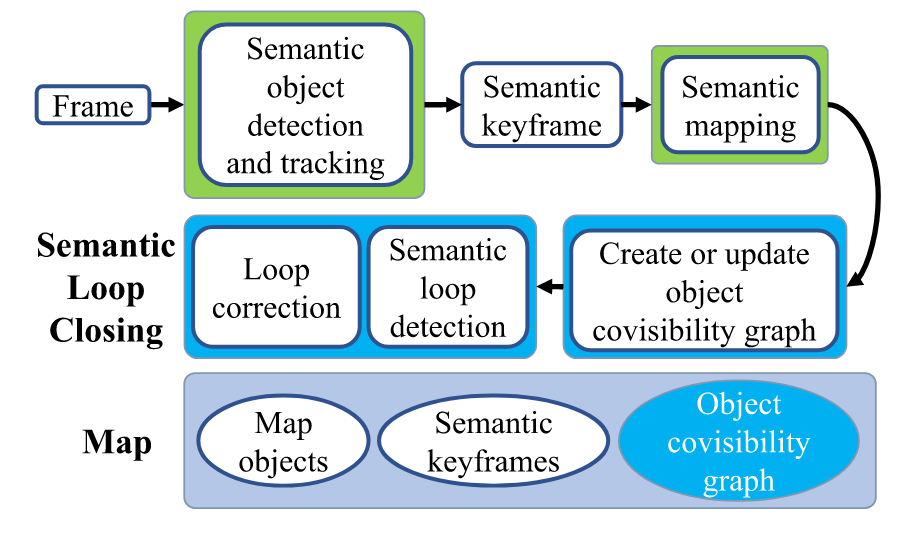 Frame
Semantic
object
detection
and tracking
Semantic
keyframe
Semantic
mapping
Semantic
Loop
Closing
Loop
correction
Semantic
loop
detection
Create or update
object
covisibility graph
Map
Map
objects
Semantic
keyframes
Object
covisibility
graph